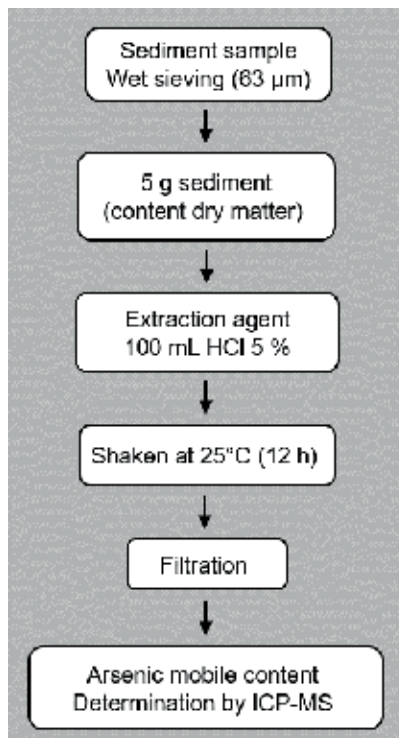 Sediment sample
Wet sieving (63 µm)
5 g sediment
(content dry matter)
Extraction agent
100 mL HCl 5 %
Shaken at 25°C (12 h)
Filtration
Arsenic mobile content
Determination by ICP-MS